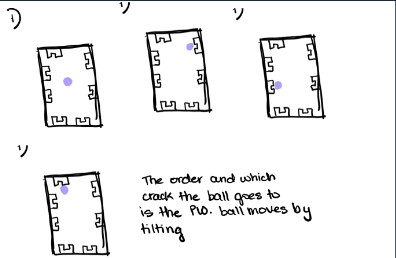 1) 1) 1)
1)
The order and which
crack the ball goes to
is the PW. ball moves by
tilting